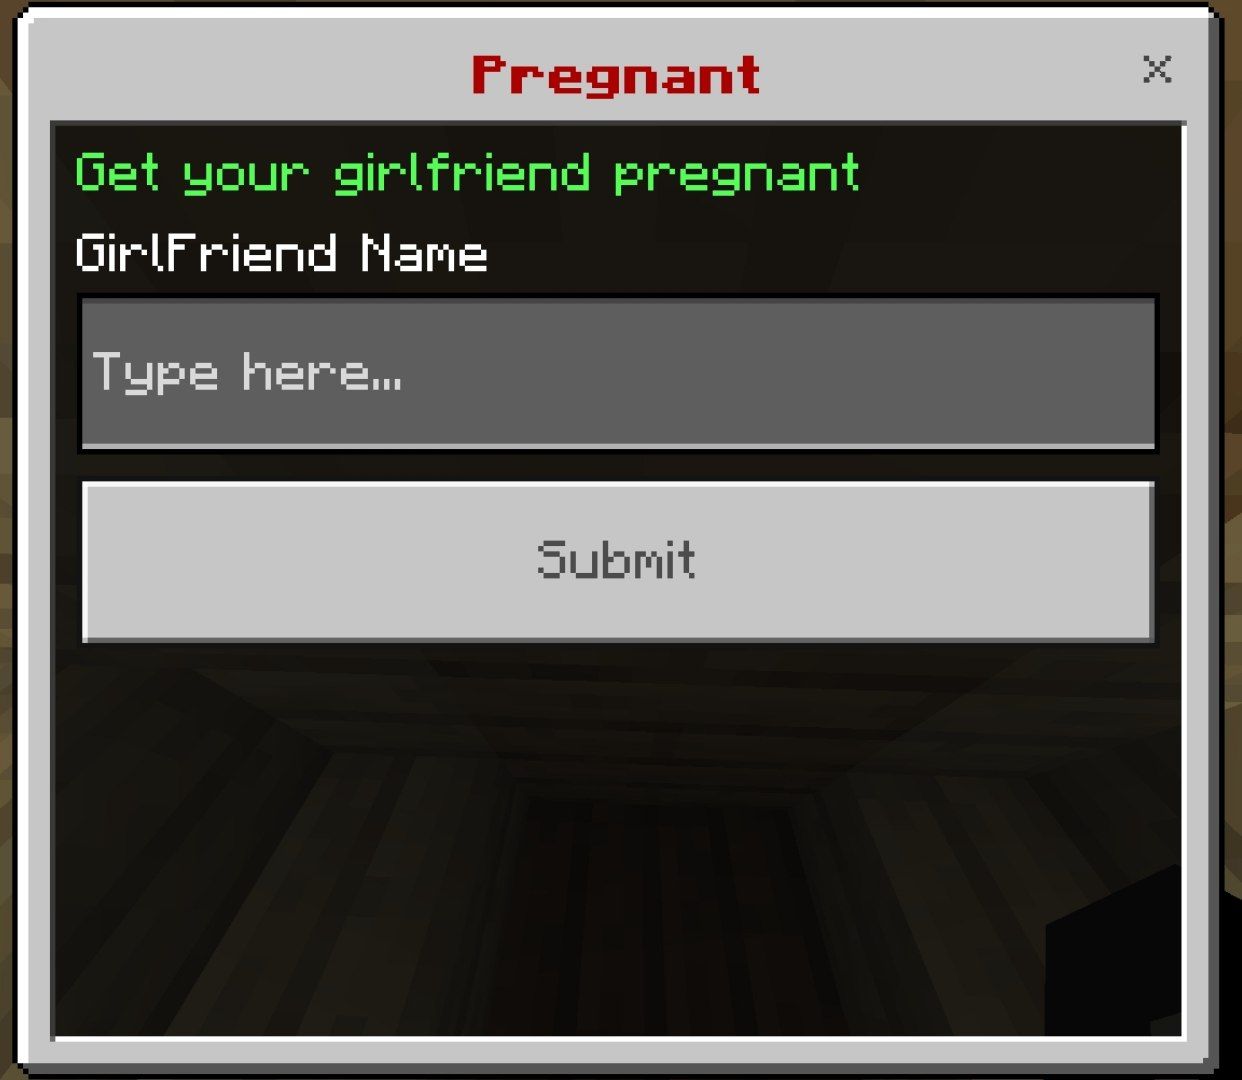 Pregnant
Get your girlfriend pregnant
GirlFriend Name
Type here...
Submit